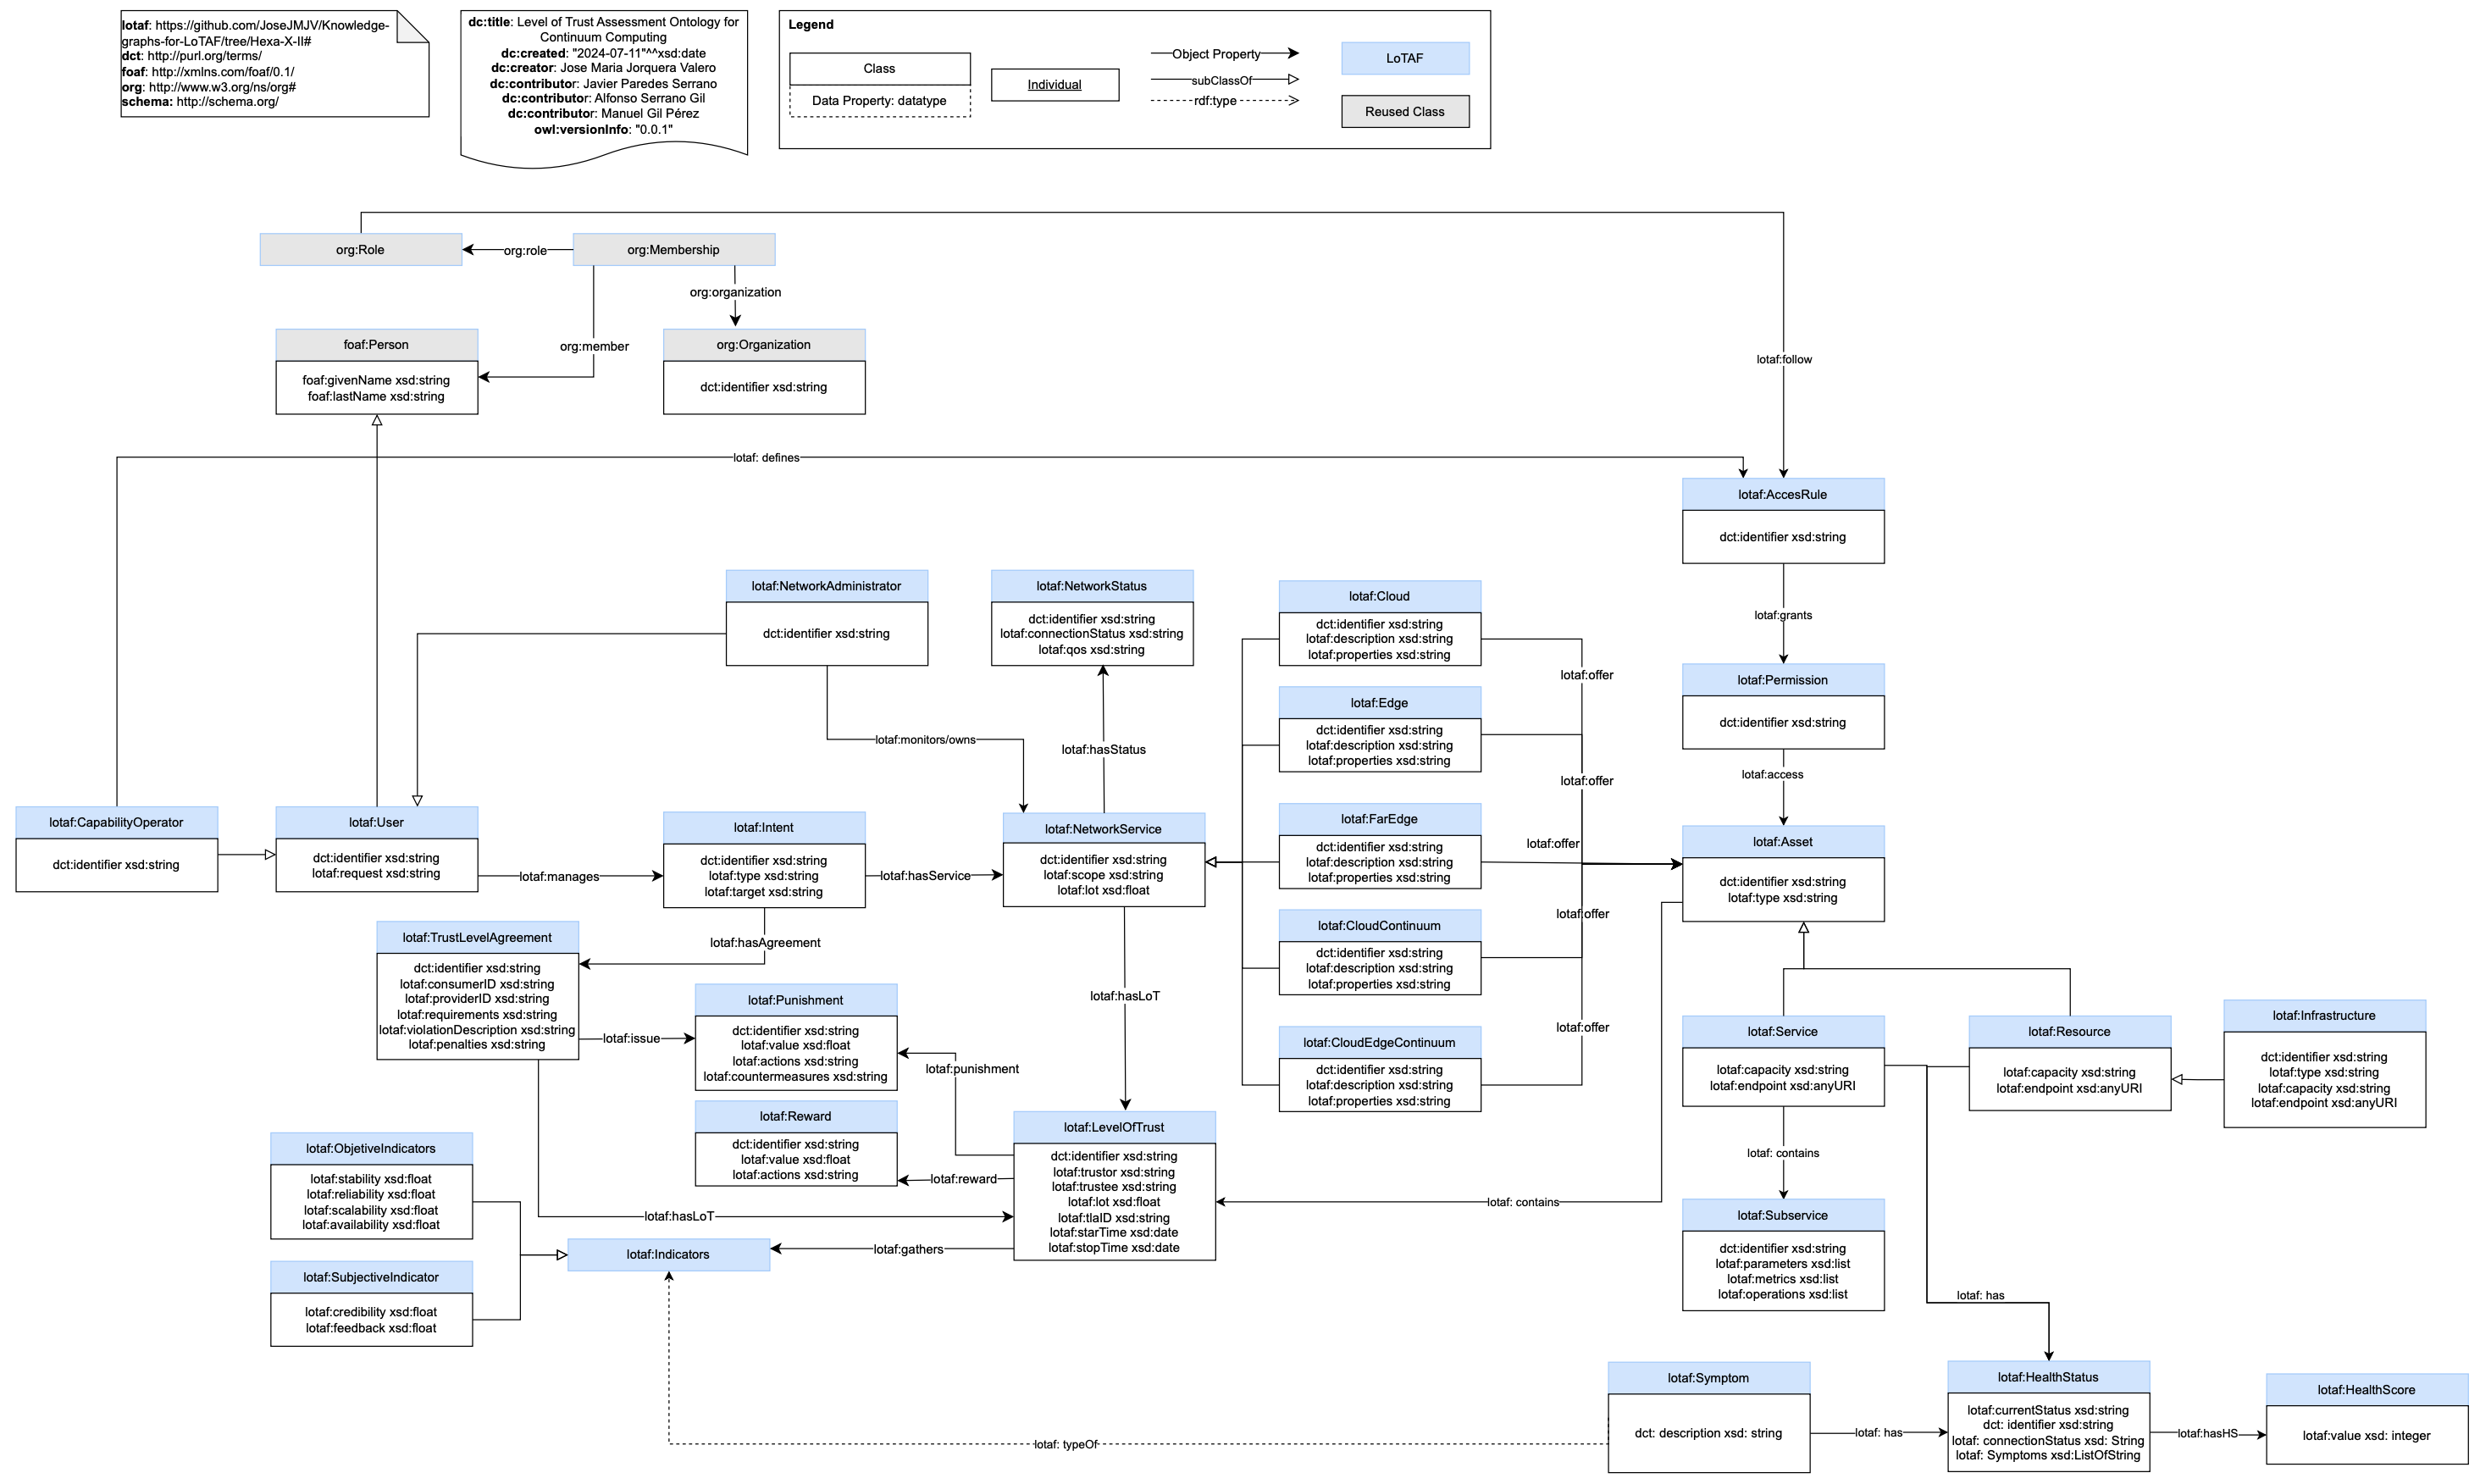 lotaf: https://github.com/JoseJMJV/Knowledge-
graphs-for-LoTAF/tree/Hexa-X-II#
dct: http://purl.org/terms/
foaf: http://xmlns.com/foaf/0.1/
org: http://www.w3.org/ns/org#
schema: http://schema.org/
dc:title: Level of Trust Assessment Ontology for
Continuum Computing
dc:created: "2024-07-11"^^xsd:date
dc:creator: Jose Maria Jorquera Valero
dc:contributor: Javier Paredes Serrano
dc:contributor: Alfonso Serrano Gil
dc:contributor: Manuel Gil Pérez
owl:versionInfo: "0.0.1"
Legend
Class
Data Property: datatype
Individual
Object Property
subClassOf
rdf:type
LoTAF
Reused Class
org:Role
org:role
org:Membership
org:organization
org:member
foaf:Person
foaf:givenName xsd:string
foaf:lastName xsd:string
org:Organization
dct:identifier xsd:string
lotaf:follow
lotaf: defines
lotaf:AccesRule
dct:identifier xsd:string
lotaf:grants
lotaf:Permission
dct:identifier xsd:string
lotaf:access
lotaf:NetworkAdministrator
dct:identifier xsd:string
lotaf:monitors/owns
lotaf:NetworkStatus
dct:identifier xsd:string
lotaf:connectionStatus xsd:string
lotaf:qos xsd:string
lotaf:hasStatus
lotaf:Cloud
dct:identifier xsd:string
lotaf:description xsd:string
lotaf:properties xsd:string
lotaf:offer
lotaf:Edge
dct:identifier xsd:string
lotaf:description xsd:string
lotaf:properties xsd:string
lotaf:offer
lotaf:FarEdge
dct:identifier xsd:string
lotaf:description xsd:string
lotaf:properties xsd:string
lotaf:offer
lotaf:CloudContinuum
dct:identifier xsd:string
lotaf:description xsd:string
lotaf:properties xsd:string
lotaf:offer
lotaf:CloudEdgeContinuum
dct:identifier xsd:string
lotaf:description xsd:string
lotaf:properties xsd:string
lotaf:offer
lotaf:CapabilityOperator
dct:identifier xsd:string
lotaf:User
dct:identifier xsd:string
lotaf:request xsd:string
lotaf:manages
lotaf:Intent
dct:identifier xsd:string
lotaf:type xsd:string
lotaf:target xsd:string
lotaf:hasService
lotaf:NetworkService
dct:identifier xsd:string
lotaf:scope xsd:string
lotaf:lot xsd:float
lotaf:Asset
dct:identifier xsd:string
lotaf:type xsd:string
lotaf:hasAgreement
lotaf:TrustLevelAgreement
dct:identifier xsd:string
lotaf:consumerID xsd:string
lotaf:providerID xsd:string
lotaf:requirements xsd:string
lotaf:violationDescription xsd:string
lotaf:penalties xsd:string
lotaf:issue
lotaf:Punishment
dct:identifier xsd:string
lotaf:value xsd:float
lotaf:actions xsd:string
lotaf:countermeasures xsd:string
lotaf:punishment
lotaf:hasLoT
lotaf:Reward
dct:identifier xsd:string
lotaf:value xsd:float
lotaf:actions xsd:string
lotaf:reward
lotaf:LevelOfTrust
dct:identifier xsd:string
lotaf:trustor xsd:string
lotaf:trustee xsd:string
lotaf:lot xsd:float
lotaf:tlaID xsd:string
lotaf:starTime xsd:date
lotaf:stopTime xsd:date
lotaf: contains
lotaf:hasLoT
lotaf:gathers
lotaf:ObjetiveIndicators
lotaf:stability xsd:float
lotaf:reliability xsd:float
lotaf:scalability xsd:float
lotaf:availability xsd:float
lotaf:Indicators
lotaf:SubjectiveIndicator
lotaf:credibility xsd:float
lotaf:feedback xsd:float
lotaf:Service
lotaf:capacity xsd:string
lotaf:endpoint xsd:anyURI
lotaf:Resource
lotaf:capacity xsd:string
lotaf:endpoint xsd:anyURI
lotaf:Infrastructure
dct:identifier xsd:string
lotaf:type xsd:string
lotaf:capacity xsd:string
lotaf:endpoint xsd:anyURI
lotaf: contains
lotaf:Subservice
dct:identifier xsd:string
lotaf:parameters xsd:list
lotaf:metrics xsd:list
lotaf:operations xsd:list
lotaf: has
lotaf: typeOf
lotaf:Symptom
dct: description xsd: string
lotaf: has
lotaf:HealthStatus
lotaf:currentStatus xsd:string
dct: identifier xsd:string
lotaf: connectionStatus xsd: String
lotaf: Symptoms xsd:ListOfString
lotaf:hasHS
lotaf:HealthScore
lotaf:value xsd: integer